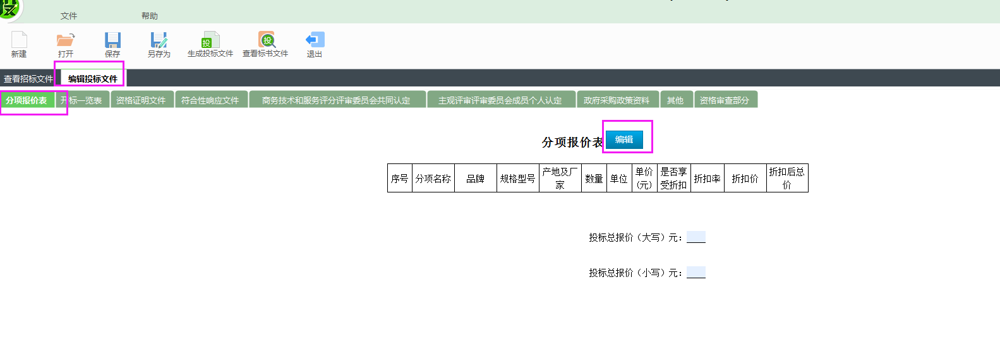 文件 帮助
新建 打开 保存 另存为 生成投标文件 查看标书文件 退出
查看招标文件 编辑投标文件
分项报价表 开标一览表 资格证明文件 符合性响应文件 商务技术和服务评分评审委员会共同认定 主观评审评审委员会成员个人认定 政府采购政策资料 其他 资格审查部分
分项报价表 编辑
序号 分项名称 品牌 规格型号 产地及厂家 数量 单位 单价(元) 是否享受折扣 折扣率 折扣价 折扣后总价
投标总报价（大写）元：
投标总报价（小写）元：